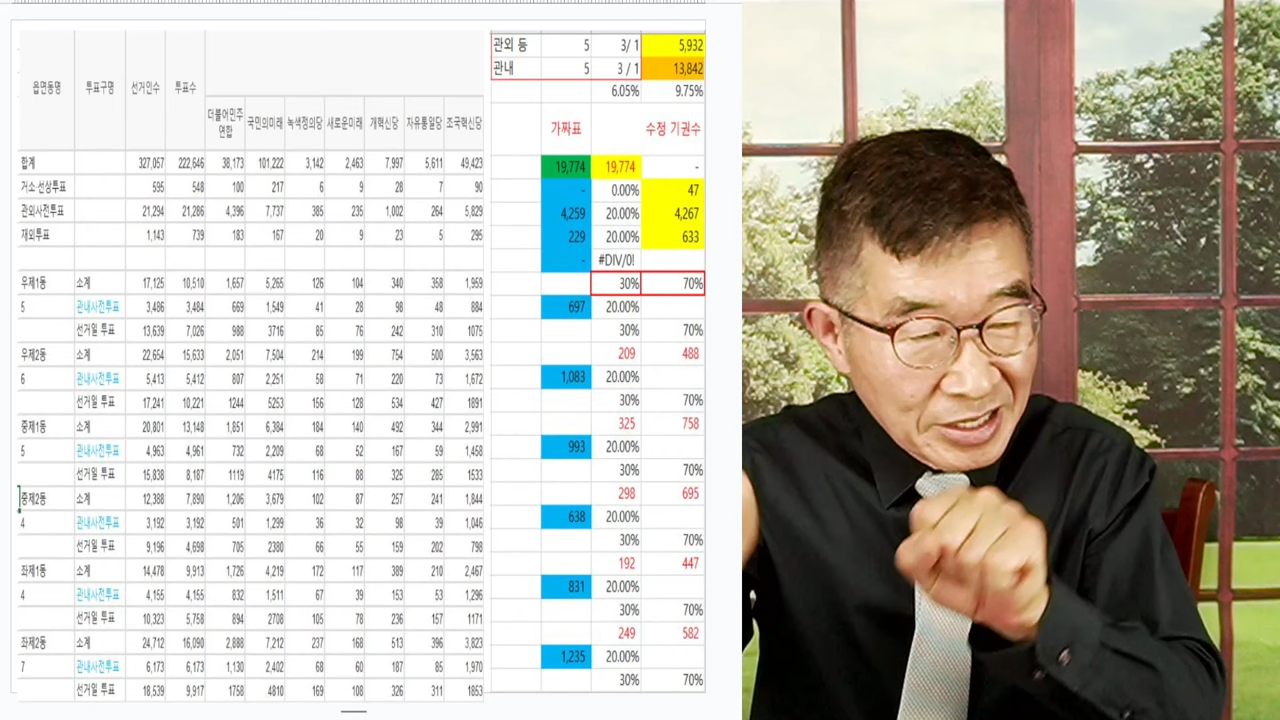 관외 등 5 3/ 1 5,932
관내 5 3 / 1 13,842
6.05% 9.75%
읍면동명 투표구명 선거인수 투표수
더불어민주연합 국민의미래 녹색정의당 새로운미래 개혁신당 자유통일당 조국혁신당
가짜표 수정 기권수
합계 327,057 222,646 38,173 101,222 3,142 2,463 7,997 5,611 49,423 19,774 19,774 -
거소·선상투표 595 548 100 217 6 9 28 7 90 - 0.00% 47
관외사전투표 21,294 21,286 4,396 7,737 385 235 1,002 264 5,829 4,259 20.00% 4,267
재외투표 1,143 739 183 167 20 9 23 5 295 229 20.00% 633
- #DIV/0!
우제1동 소계 17,125 10,510 1,657 5,265 126 104 340 358 1,959 30% 70%
5 관내사전투표 3,486 3,484 669 1,549 41 28 98 48 884 697 20.00%
선거일 투표 13,639 7,026 988 3716 85 76 242 310 1075 30% 70%
우제2동 소계 22,654 15,633 2,051 7,504 214 199 754 500 3,563 209 488
6 관내사전투표 5,413 5,412 807 2,251 58 71 220 73 1,672 1,083 20.00%
선거일 투표 17,241 10,221 1244 5253 156 128 534 427 1891 30% 70%
중제1동 소계 20,801 13,148 1,851 6,384 184 140 492 344 2,991 325 758
5 관내사전투표 4,963 4,961 732 2,209 68 52 167 59 1,458 993 20.00%
선거일 투표 15,838 8,187 1119 4175 116 88 325 285 1533 30% 70%
중제2동 소계 12,388 7,890 1,206 3,679 102 87 257 241 1,844 298 695
4 관내사전투표 3,192 3,192 501 1,299 36 32 98 39 1,046 638 20.00%
선거일 투표 9,196 4,698 705 2380 66 55 159 202 798 30% 70%
좌제1동 소계 14,478 9,913 1,726 4,219 172 117 389 210 2,467 192 447
4 관내사전투표 4,155 4,155 832 1,511 67 39 153 53 1,296 831 20.00%
선거일 투표 10,323 5,758 894 2708 105 78 236 157 1171 30% 70%
좌제2동 소계 24,712 16,090 2,888 7,212 237 168 513 396 3,823 249 582
7 관내사전투표 6,173 6,173 1,130 2,402 68 60 187 85 1,970 1,235 20.00%
선거일 투표 18,539 9,917 1758 4810 169 108 326 311 1853 30% 70%